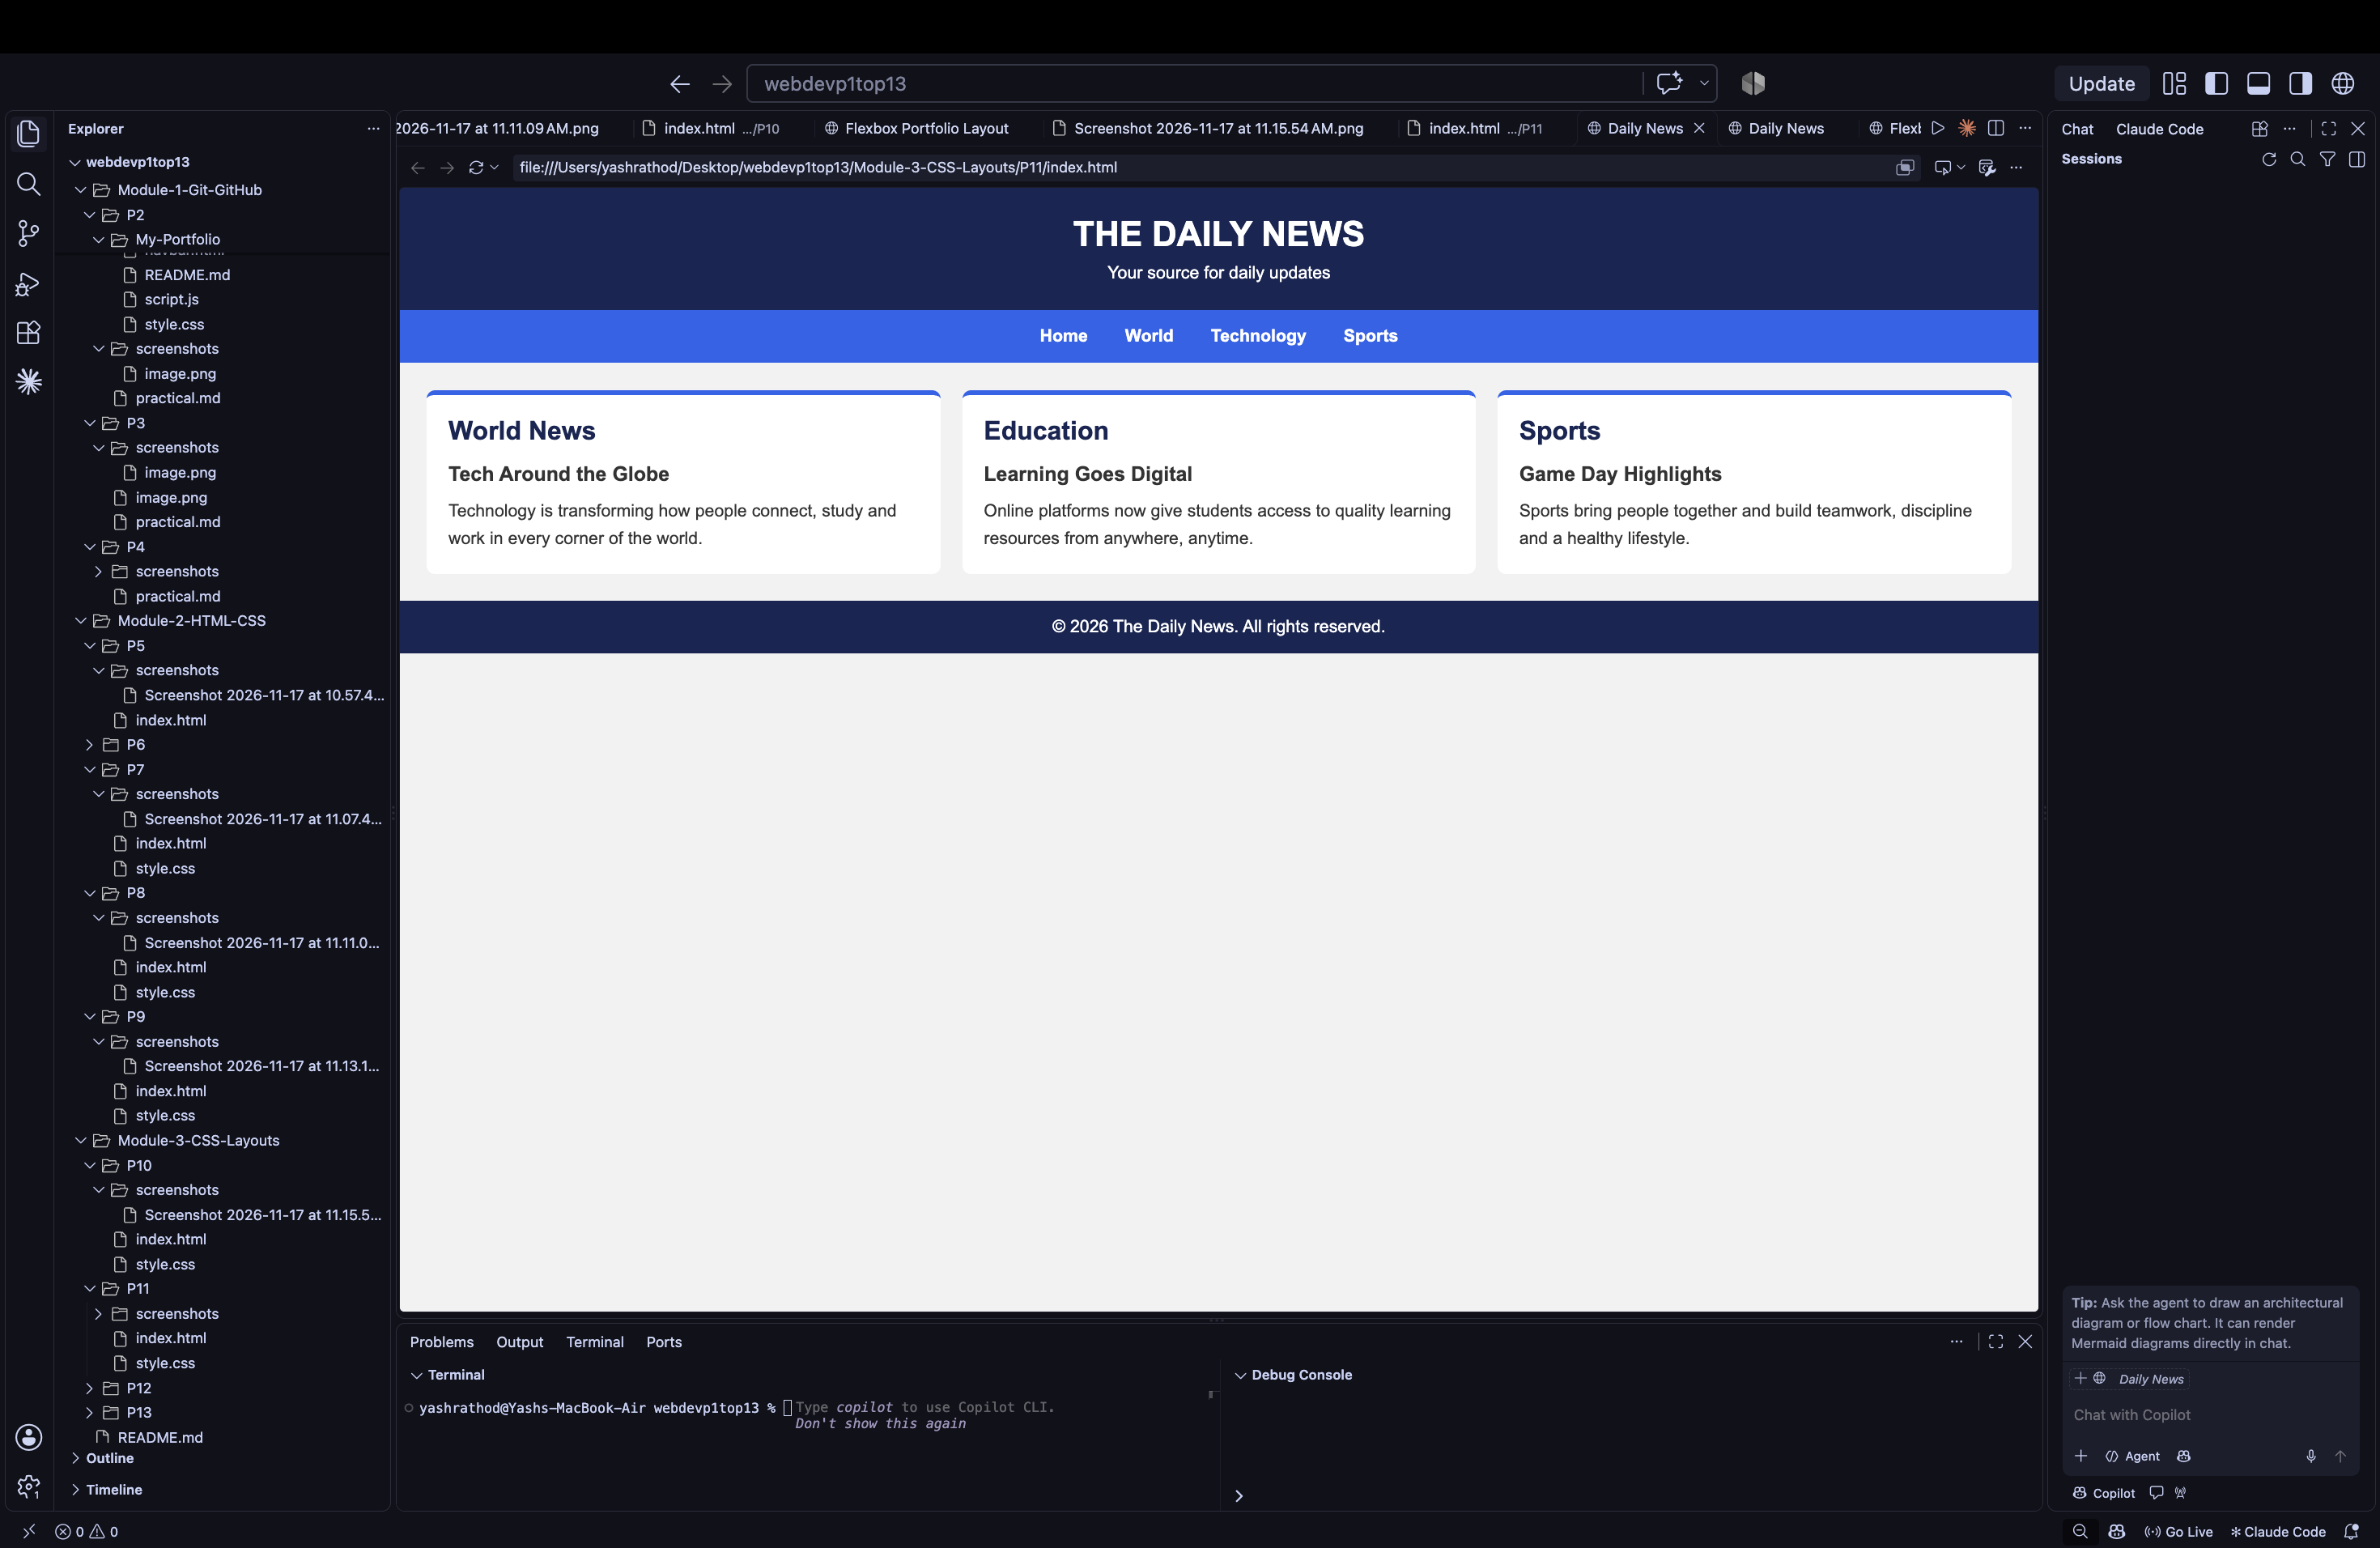 webdevp1top13
Update
Explorer
webdevp1top13
Module-1-Git-GitHub
P2
My-Portfolio
README.md
script.js
style.css
screenshots
image.png
practical.md
P3
screenshots
image.png
image.png
practical.md
P4
screenshots
practical.md
Module-2-HTML-CSS
P5
screenshots
Screenshot 2026-11-17 at 10.57.4...
index.html
P6
P7
screenshots
Screenshot 2026-11-17 at 11.07.4...
index.html
style.css
P8
screenshots
Screenshot 2026-11-17 at 11.11.0...
index.html
style.css
P9
screenshots
Screenshot 2026-11-17 at 11.13.1...
index.html
style.css
Module-3-CSS-Layouts
P10
screenshots
Screenshot 2026-11-17 at 11.15.5...
index.html
style.css
P11
screenshots
index.html
style.css
P12
P13
README.md
Outline
Timeline
2026-11-17 at 11.11.09 AM.png index.html .../P10 Flexbox Portfolio Layout Screenshot 2026-11-17 at 11.15.54 AM.png index.html .../P11 Daily News Daily News Flexb
file:///Users/yashrathod/Desktop/webdevp1top13/Module-3-CSS-Layouts/P11/index.html
THE DAILY NEWS
Your source for daily updates
Home World Technology Sports
World News
Tech Around the Globe
Technology is transforming how people connect, study and
work in every corner of the world.
Education
Learning Goes Digital
Online platforms now give students access to quality learning
resources from anywhere, anytime.
Sports
Game Day Highlights
Sports bring people together and build teamwork, discipline
and a healthy lifestyle.
© 2026 The Daily News. All rights reserved.
Problems Output Terminal Ports
Terminal
yashrathod@Yashs-MacBook-Air webdevp1top13 % Type copilot to use Copilot CLI.
Don't show this again
Debug Console
Chat Claude Code
Sessions
Tip: Ask the agent to draw an architectural
diagram or flow chart. It can render
Mermaid diagrams directly in chat.
Daily News
Chat with Copilot
Agent
Copilot
0 0
Go Live Claude Code